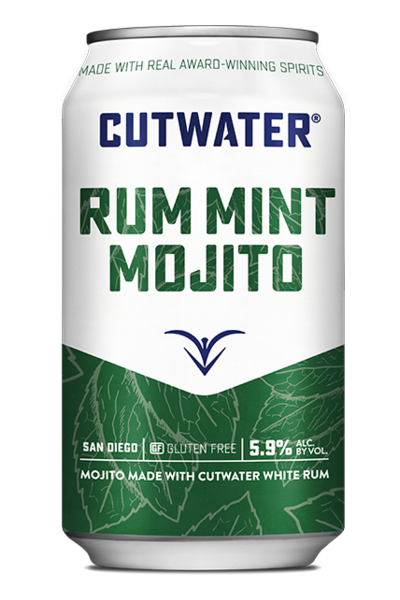 MADE WITH REAL AWARD-WINNING SPIRITS
CUTWATER®
RUM MINT
MOJITO
SAN DIEGO | GF GLUTEN FREE | 5.9% ALC. BY VOL.
MOJITO MADE WITH CUTWATER WHITE RUM